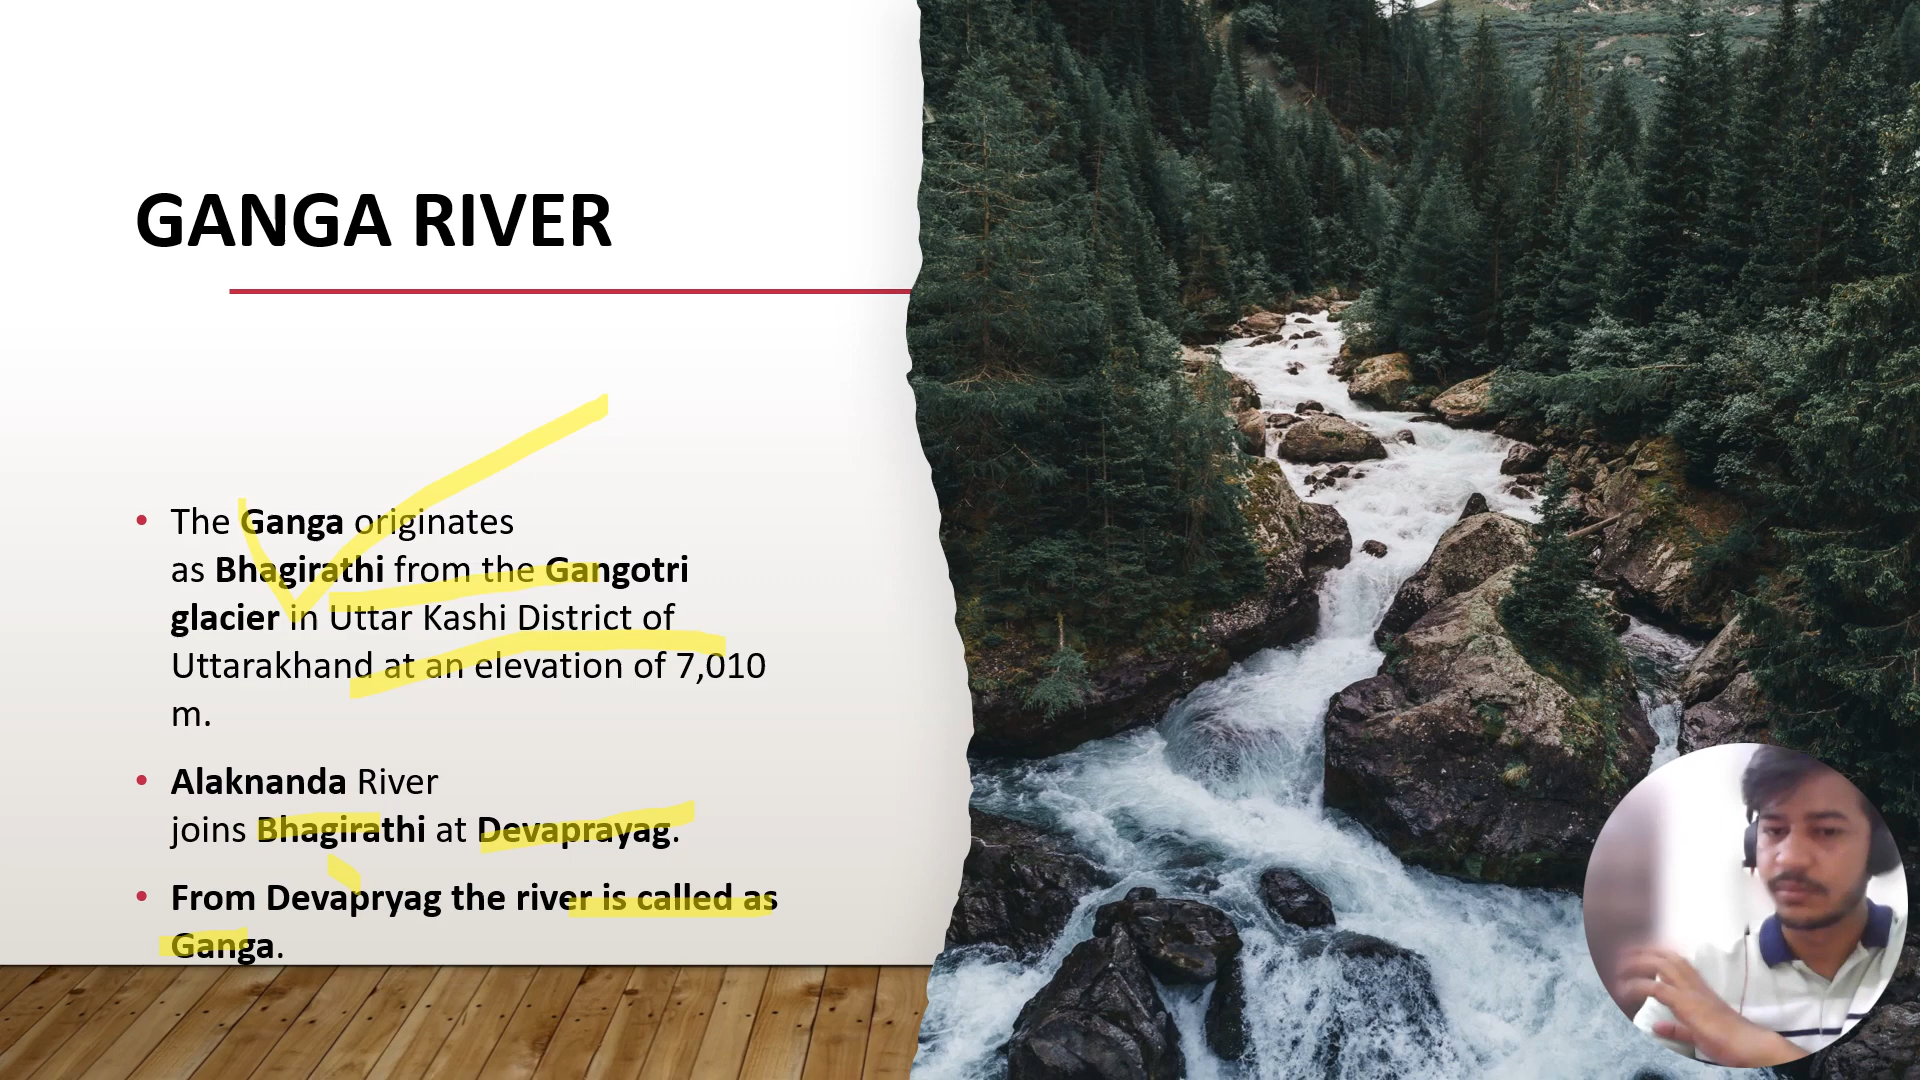 GANGA RIVER
• The Ganga originates
as Bhagirathi from the Gangotri
glacier in Uttar Kashi District of
Uttarakhand at an elevation of 7,010
m.
• Alaknanda River
joins Bhagirathi at Devaprayag.
• From Devapryag the river is called as
Ganga.